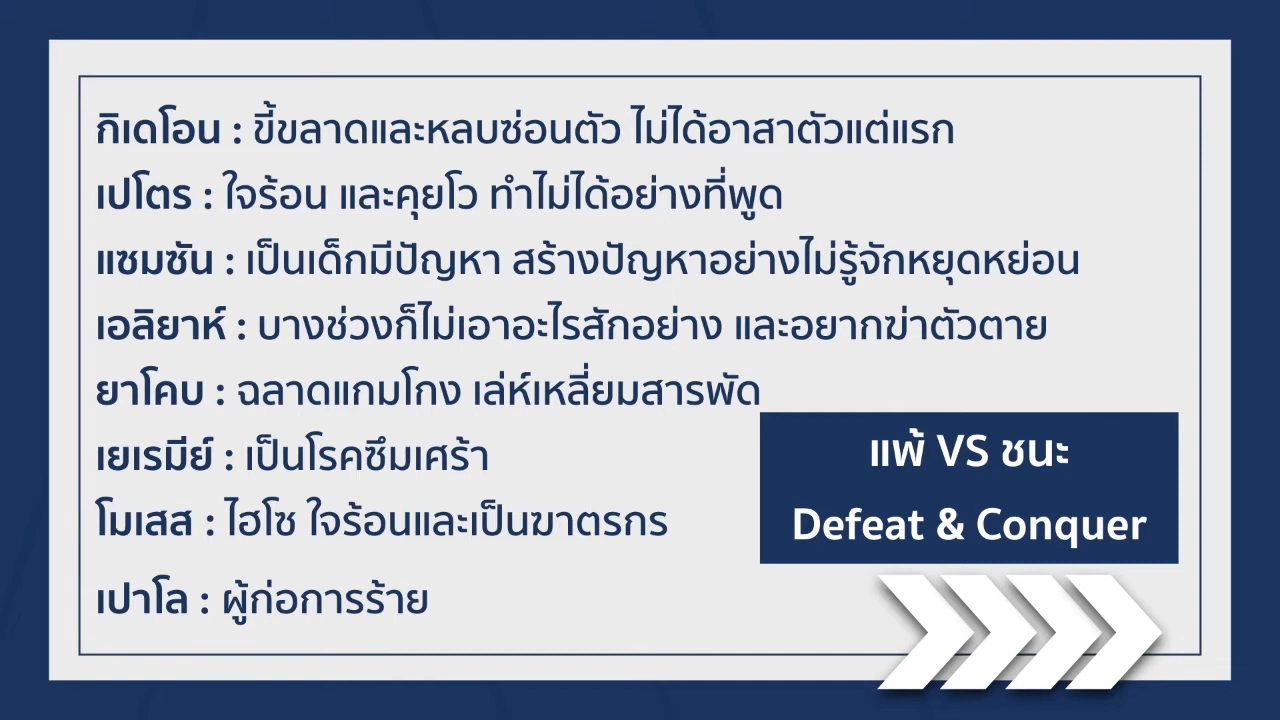 กิเดโอน : ขี้ขลาดและหลบซ่อนตัว ไม่ได้อาสาตัวแต่แรก
เปโตร : ใจร้อน และคุยโว ทำไม่ได้อย่างที่พูด
แซมซัน : เป็นเด็กมีปัญหา สร้างปัญหาอย่างไม่รู้จักหยุดหย่อน
เอลิยาห์ : บางช่วงก็ไม่เอาอะไรสักอย่าง และอยากฆ่าตัวตาย
ยาโคบ : ฉลาดแกมโกง เล่ห์เหลี่ยมสารพัด
เยเรมีย์ : เป็นโรคซึมเศร้า
โมเสส : ไฮโซ ใจร้อนและเป็นฆาตรกร
เปาโล : ผู้ก่อการร้าย
แพ้ VS ชนะ
Defeat & Conquer